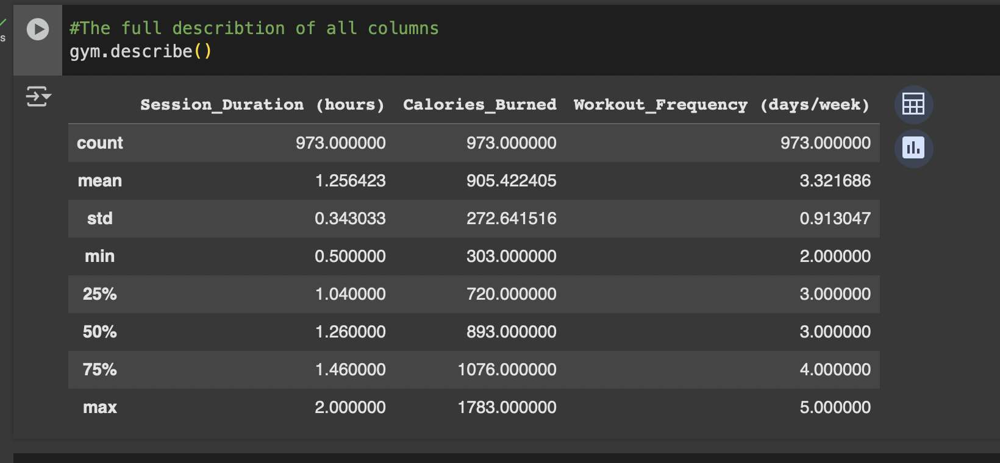 #The full describtion of all columns
gym.describe()
s
Session_Duration (hours) Calories_Burned Workout_Frequency (days/week)
count 973.000000 973.000000 973.000000
mean 1.256423 905.422405 3.321686
std 0.343033 272.641516 0.913047
min 0.500000 303.000000 2.000000
25% 1.040000 720.000000 3.000000
50% 1.260000 893.000000 3.000000
75% 1.460000 1076.000000 4.000000
max 2.000000 1783.000000 5.000000